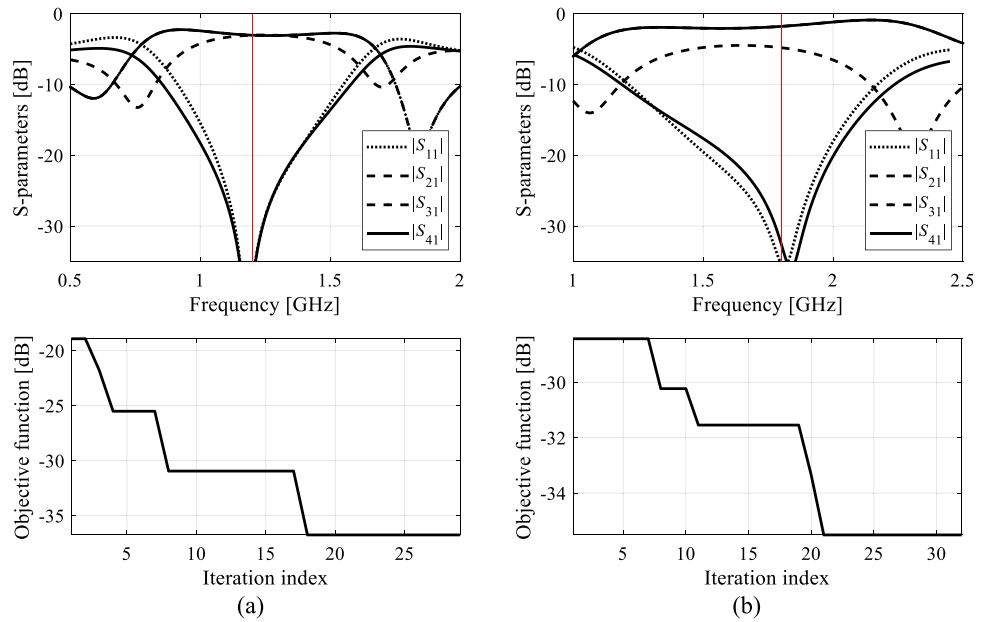 S-parameters [dB]
0
-10
-20
-30
|S11|
|S21|
|S31|
|S41|
0.5 1 1.5 2
Frequency [GHz]
S-parameters [dB]
0
-10
-20
-30
|S11|
|S21|
|S31|
|S41|
1 1.5 2 2.5
Frequency [GHz]
Objective function [dB]
-20
-25
-30
-35
5 10 15 20 25
Iteration index
(a)
Objective function [dB]
-30
-32
-34
5 10 15 20 25 30
Iteration index
(b)